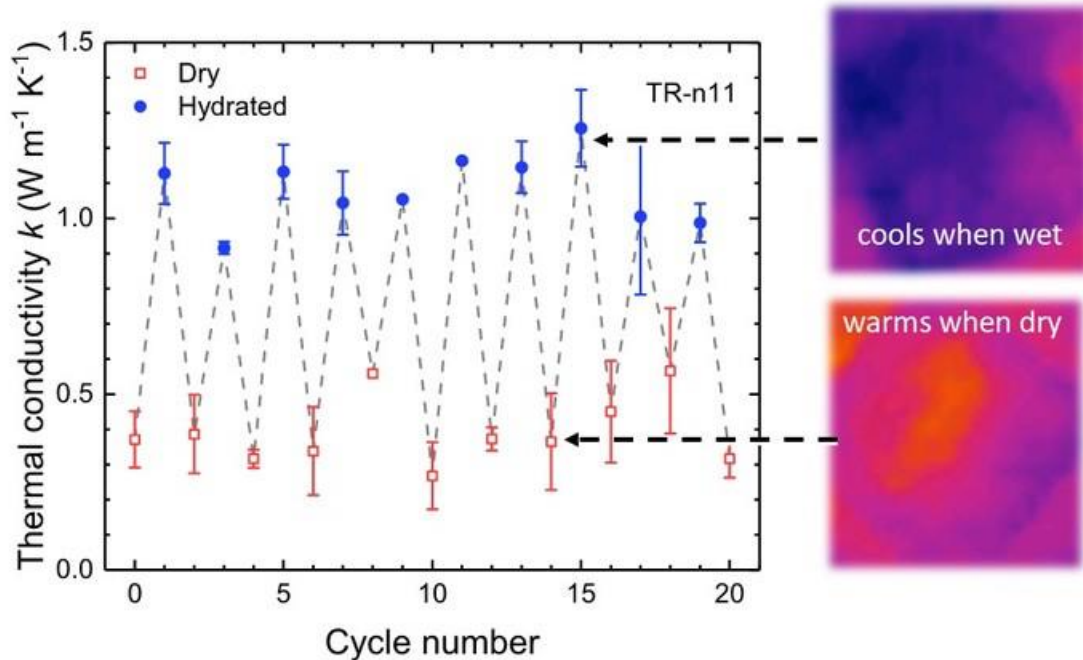 1.5
1.0
0.5
0.0
Thermal conductivity k (W m⁻¹ K⁻¹)
Dry
Hydrated
TR-n11
0
5
10
15
20
Cycle number
cools when wet
warms when dry